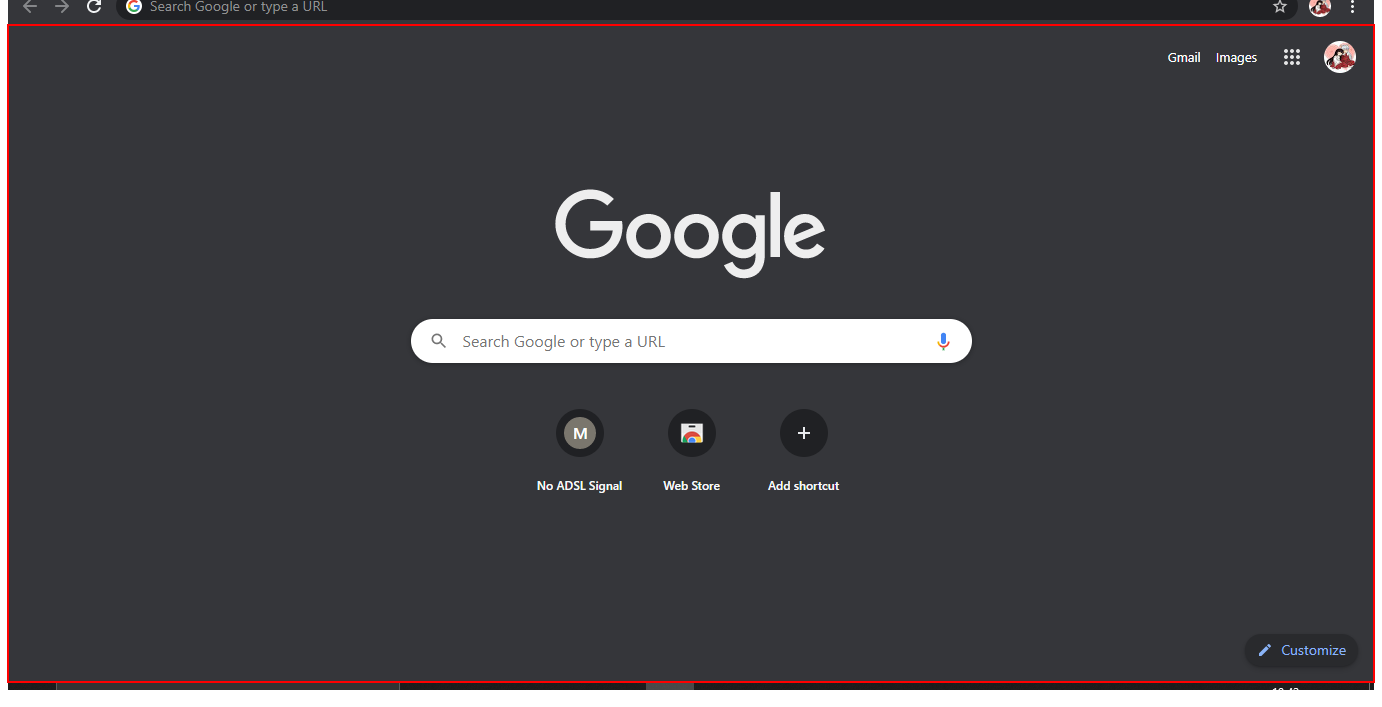 Search Google or type a URL
Gmail Images
Google
Search Google or type a URL
M
No ADSL Signal Web Store Add shortcut
Customize